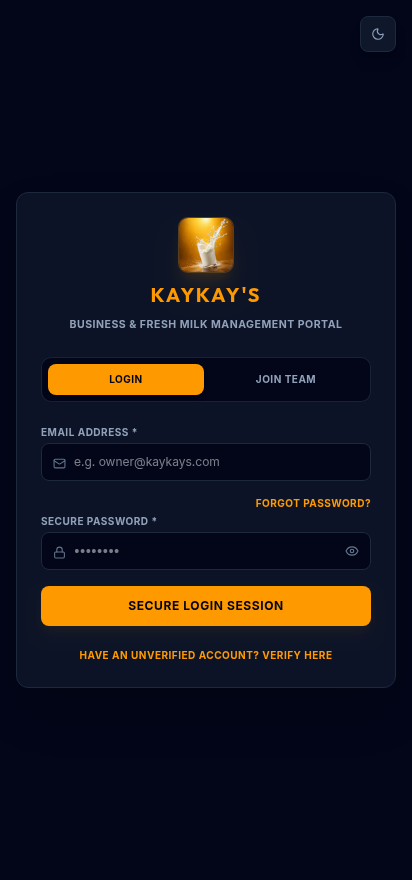 KAYKAY'S
BUSINESS & FRESH MILK MANAGEMENT PORTAL
LOGIN
JOIN TEAM
EMAIL ADDRESS *
e.g. owner@kaykays.com
FORGOT PASSWORD?
SECURE PASSWORD *
••••••••
SECURE LOGIN SESSION
HAVE AN UNVERIFIED ACCOUNT? VERIFY HERE